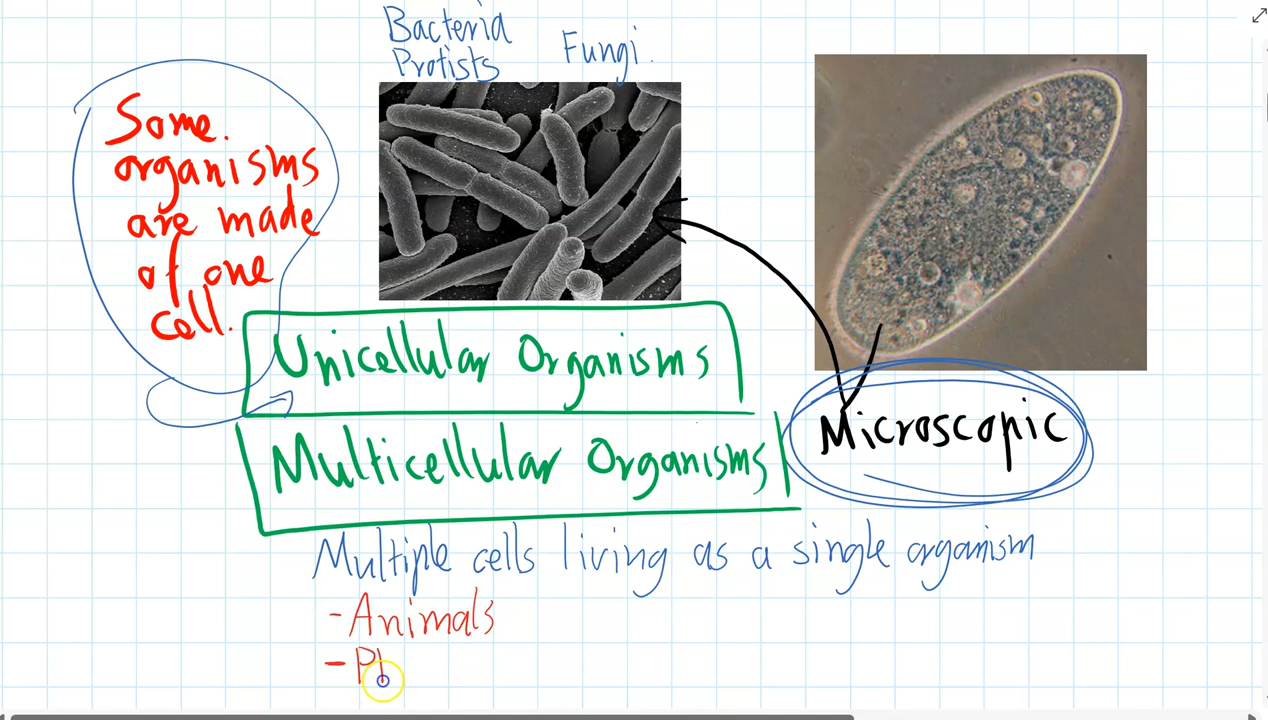 Bacteria
Protists
Fungi.
Some.
organisms
are made
of one
cell.
Unicellular Organisms
Multicellular Organisms
Microscopic
Multiple cells living as a single organism
- Animals
- Pl